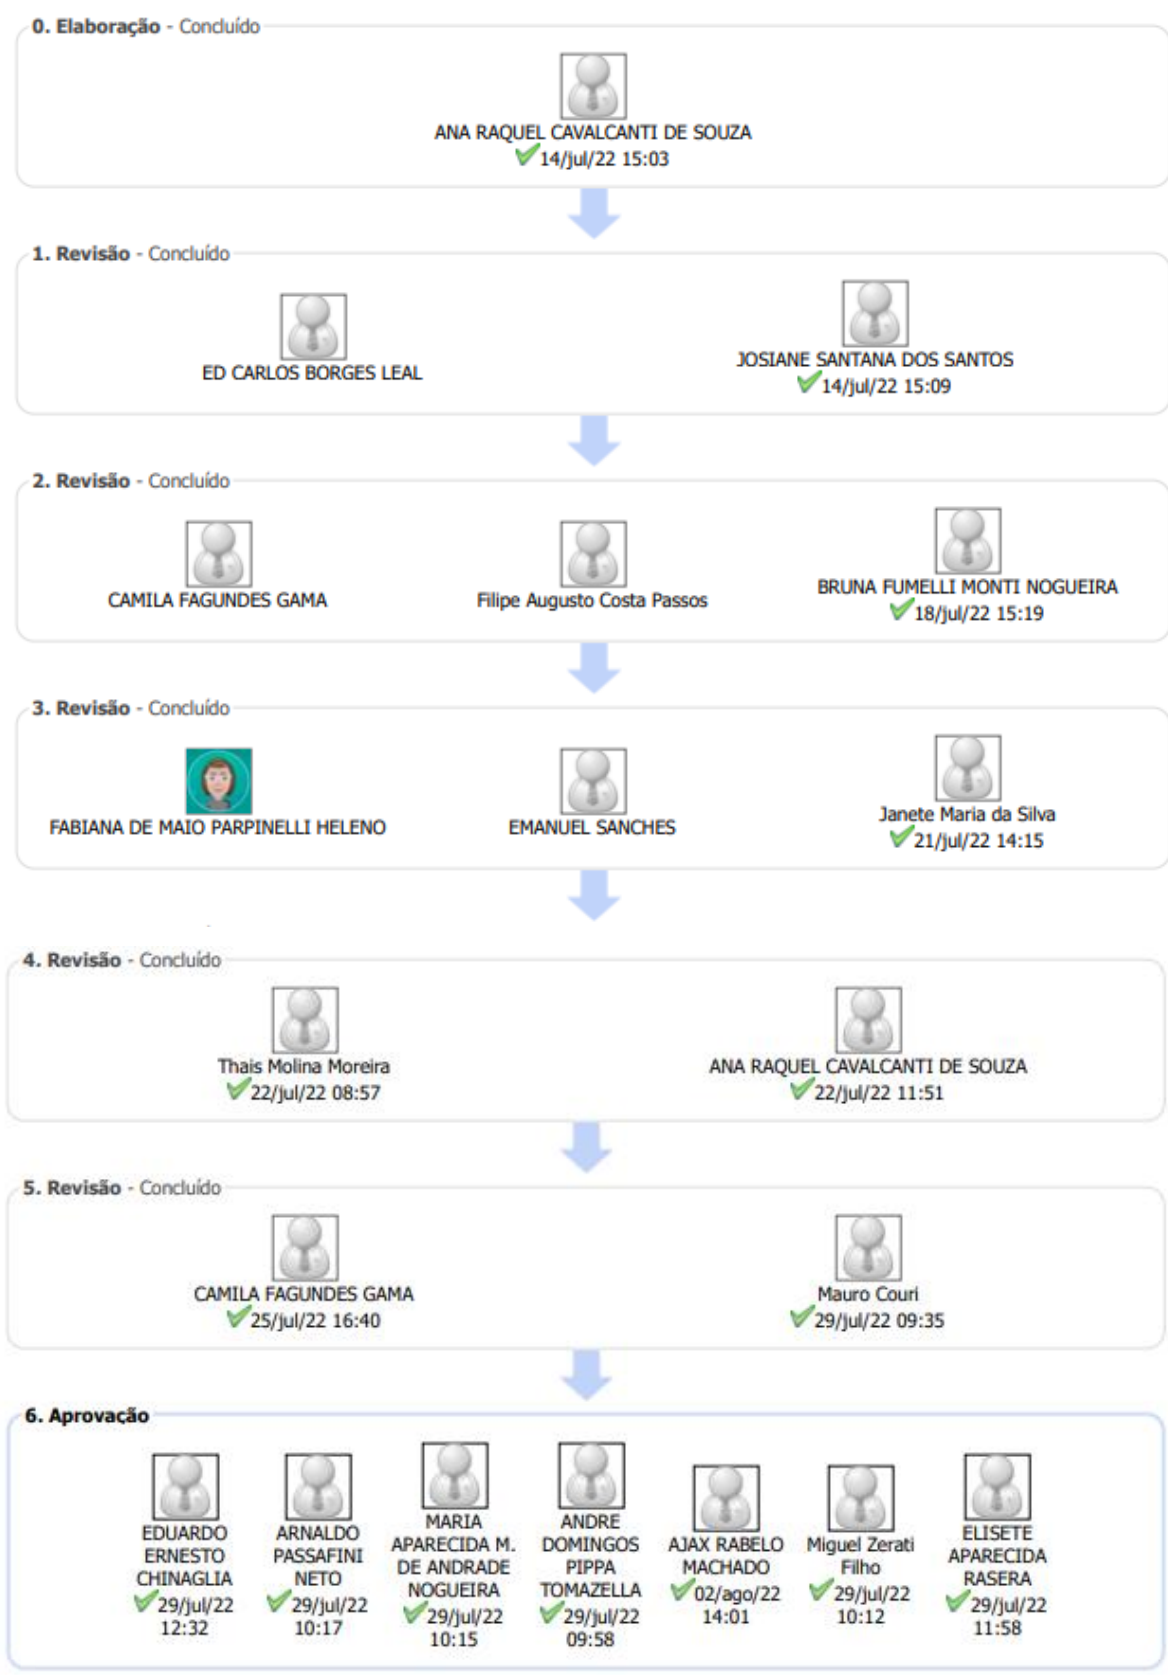 0. Elaboração - Concluído
ANA RAQUEL CAVALCANTI DE SOUZA
14/jul/22 15:03
1. Revisão - Concluído
ED CARLOS BORGES LEAL
JOSIANE SANTANA DOS SANTOS
14/jul/22 15:09
2. Revisão - Concluído
CAMILA FAGUNDES GAMA
Filipe Augusto Costa Passos
BRUNA FUMELLI MONTI NOGUEIRA
18/jul/22 15:19
3. Revisão - Concluído
FABIANA DE MAIO PARPINELLI HELENO
EMANUEL SANCHES
Janete Maria da Silva
21/jul/22 14:15
4. Revisão - Concluído
Thais Molina Moreira
22/jul/22 08:57
ANA RAQUEL CAVALCANTI DE SOUZA
22/jul/22 11:51
5. Revisão - Concluído
CAMILA FAGUNDES GAMA
25/jul/22 16:40
Mauro Couri
29/jul/22 09:35
6. Aprovação
EDUARDO
ERNESTO
CHINAGLIA
29/jul/22
12:32
ARNALDO
PASSAFINI
NETO
29/jul/22
10:17
MARIA
APARECIDA M.
DE ANDRADE
NOGUEIRA
29/jul/22
10:15
ANDRE
DOMINGOS
PIPPA
TOMAZELLA
29/jul/22
09:58
AJAX RABELO
MACHADO
02/ago/22
14:01
Miguel Zerati
Filho
29/jul/22
10:12
ELISETE
APARECIDA
RASERA
29/jul/22
11:58